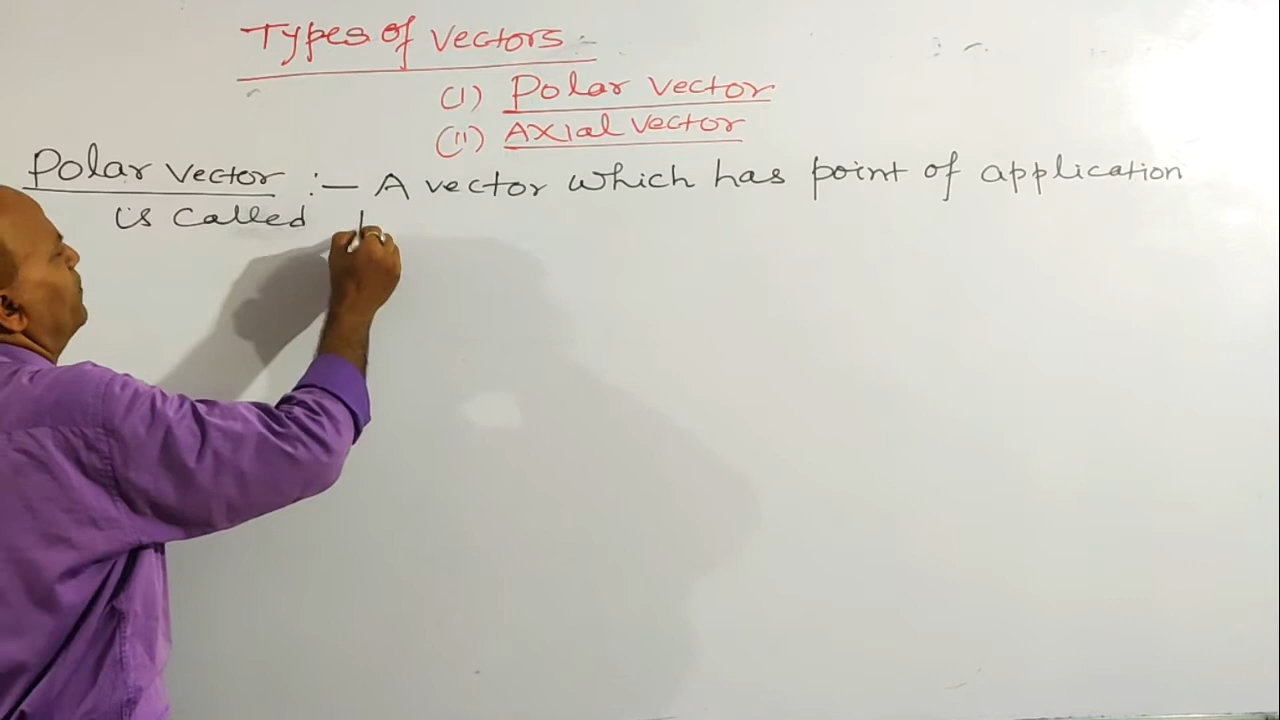 Types of Vectors :-
(I) Polar Vector
(II) Axial Vector
Polar Vector :- A vector which has point of application
is called